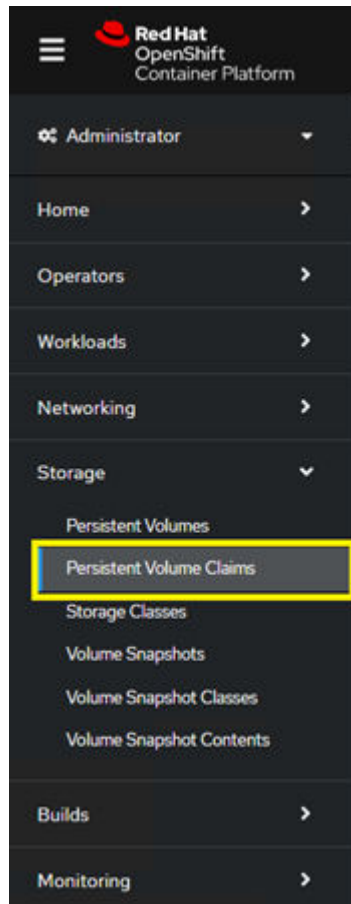 Red Hat
OpenShift
Container Platform
Administrator
Home
Operators
Workloads
Networking
Storage
Persistent Volumes
Persistent Volume Claims
Storage Classes
Volume Snapshots
Volume Snapshot Classes
Volume Snapshot Contents
Builds
Monitoring